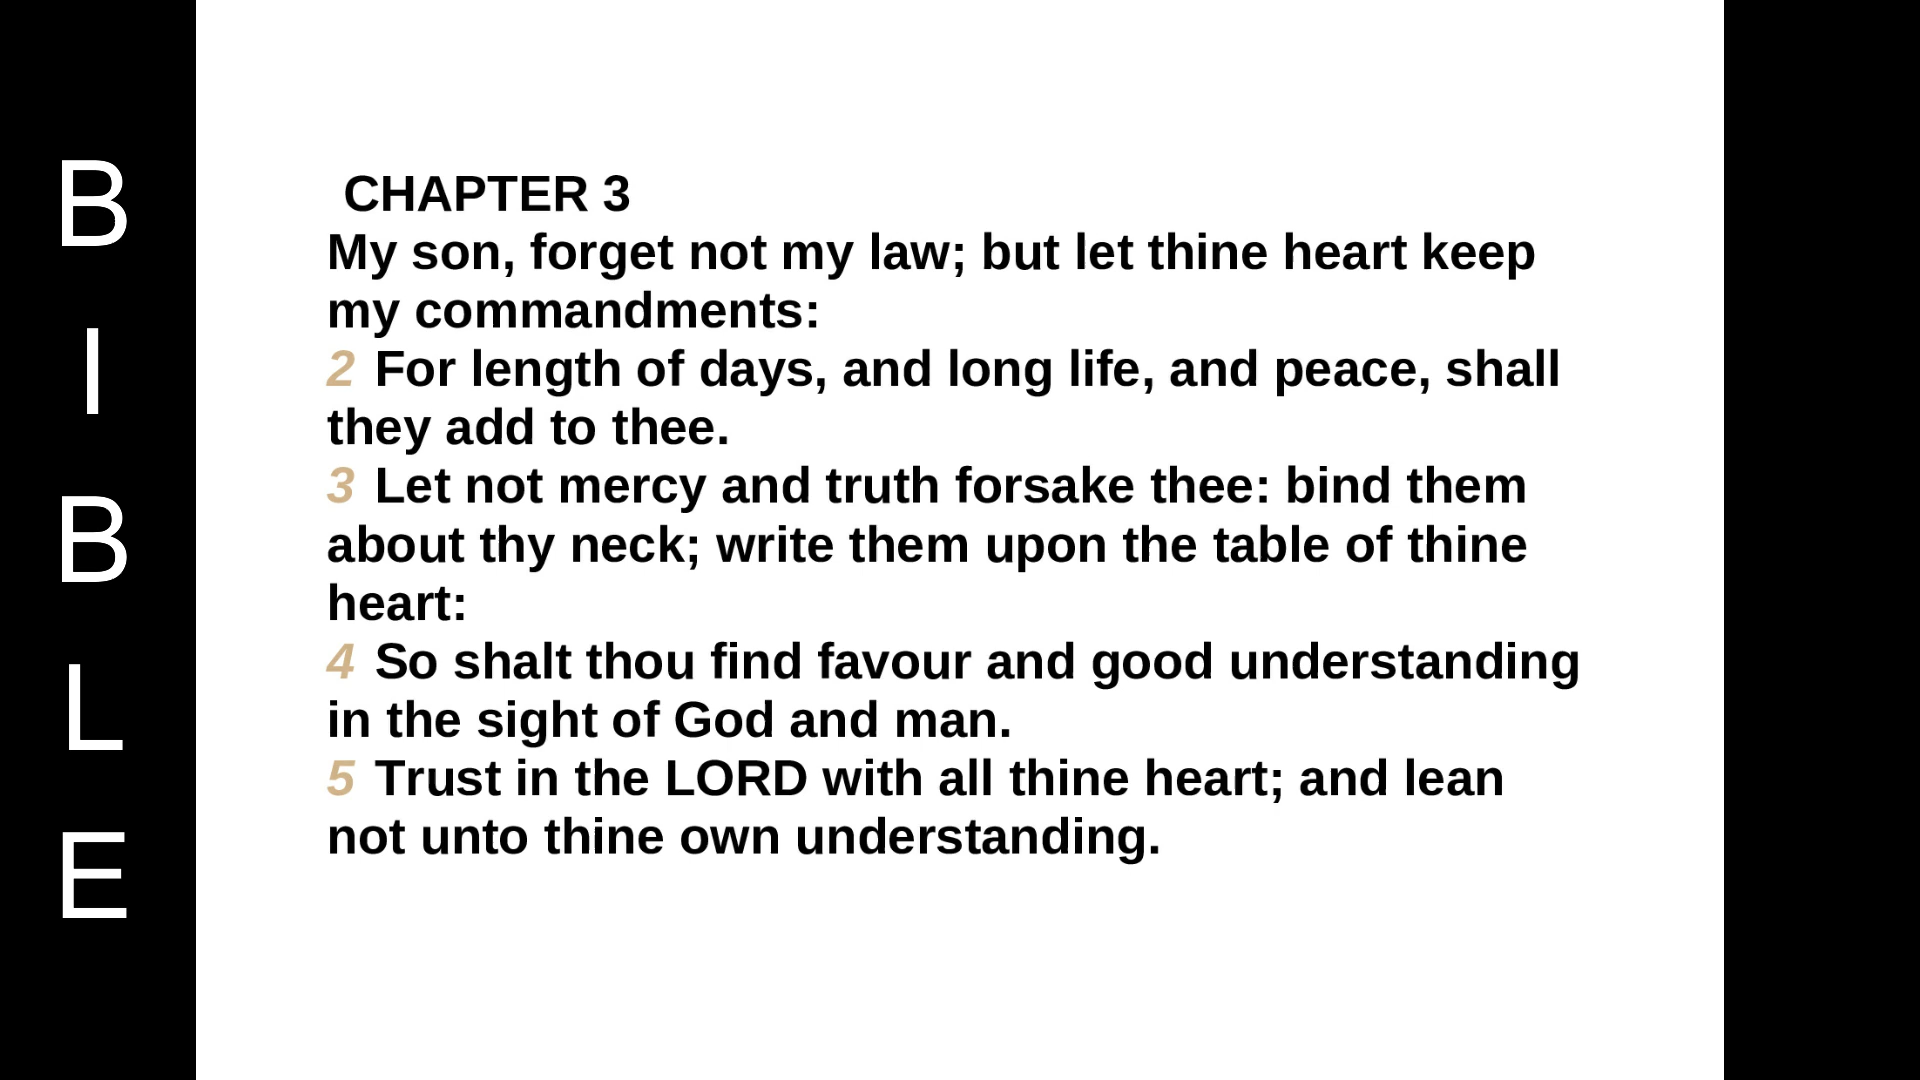 BIBLE
CHAPTER 3
My son, forget not my law; but let thine heart keep
my commandments:
2 For length of days, and long life, and peace, shall
they add to thee.
3 Let not mercy and truth forsake thee: bind them
about thy neck; write them upon the table of thine
heart:
4 So shalt thou find favour and good understanding
in the sight of God and man.
5 Trust in the LORD with all thine heart; and lean
not unto thine own understanding.